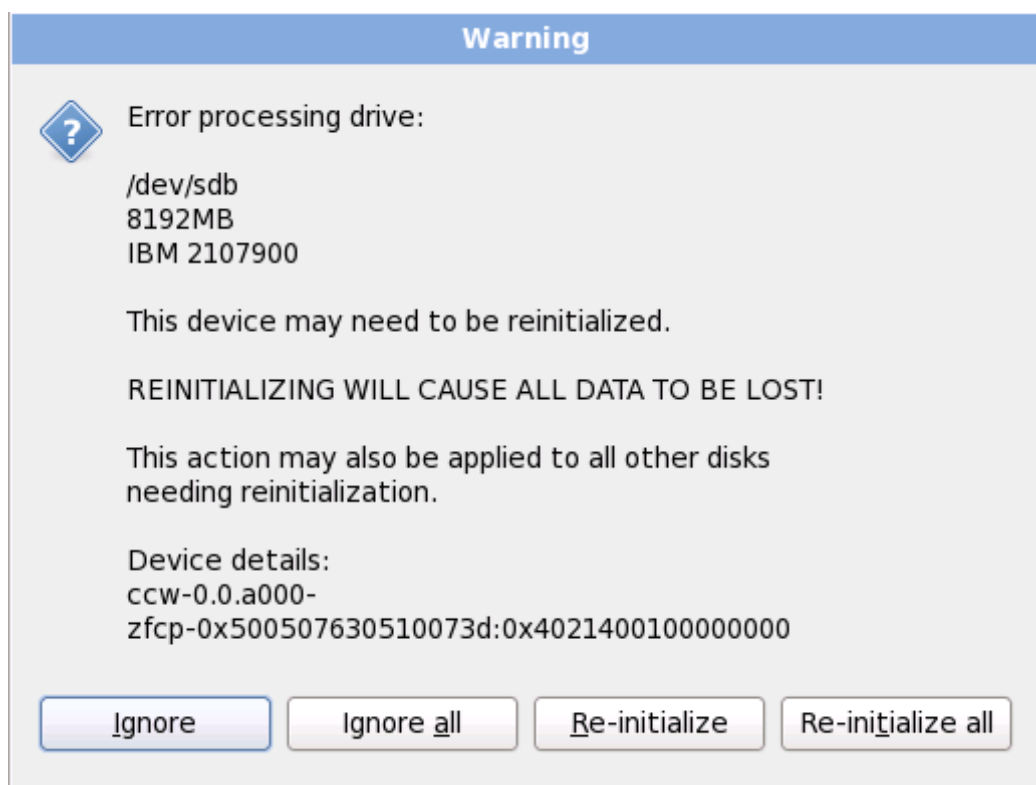 Warning
?
Error processing drive:
/dev/sdb
8192MB
IBM 2107900
This device may need to be reinitialized.
REINITIALIZING WILL CAUSE ALL DATA TO BE LOST!
This action may also be applied to all other disks
needing reinitialization.
Device details:
ccw-0.0.a000-
zfcp-0x500507630510073d:0x4021400100000000
Ignore Ignore all Re-initialize Re-initialize all